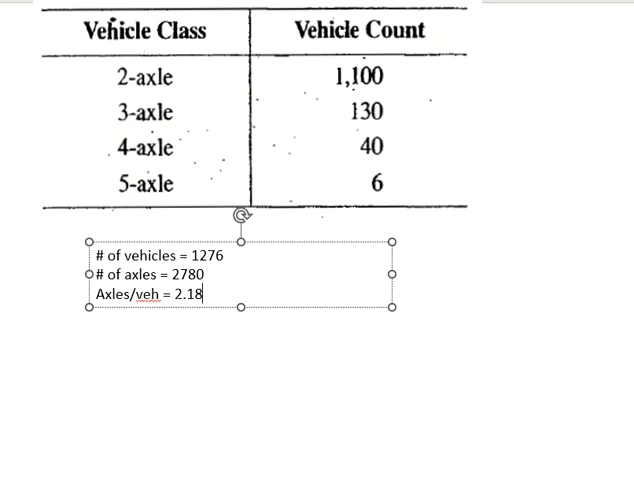 Vehicle Class Vehicle Count
2-axle 1,100
3-axle 130
4-axle 40
5-axle 6
# of vehicles = 1276
# of axles = 2780
Axles/veh = 2.18